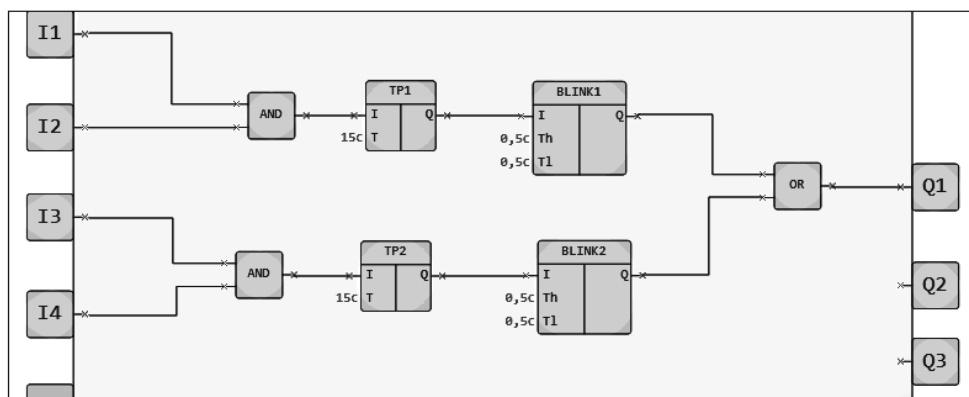 I1
I2
I3
I4
AND
TP1
I Q
15c T
BLINK1
I Q
0,5c Th
0,5c Tl
AND
TP2
I Q
15c T
BLINK2
I Q
0,5c Th
0,5c Tl
OR
Q1
Q2
Q3